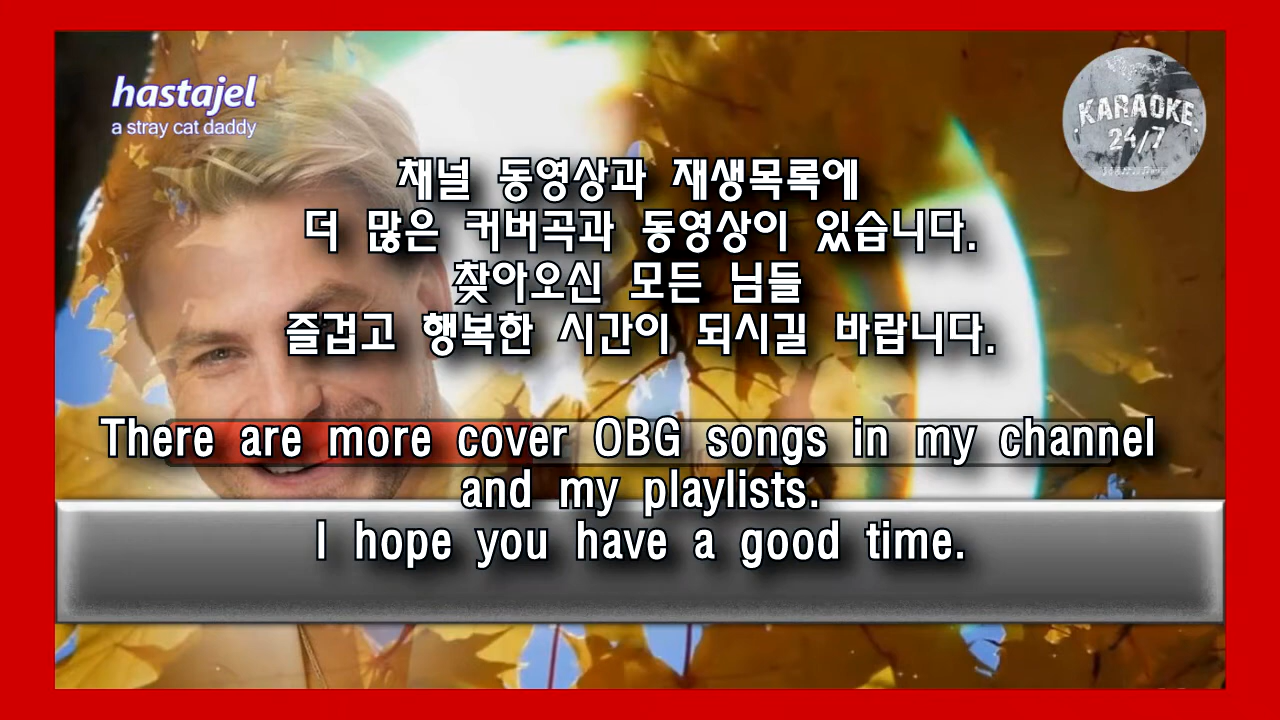 hastajel
a stray cat daddy
KARAOKE
24/7
채널 동영상과 재생목록에
더 많은 커버곡과 동영상이 있습니다.
찾아오신 모든 님들
즐겁고 행복한 시간이 되시길 바랍니다.
There are more cover OBG songs in my channel
and my playlists.
I hope you have a good time.